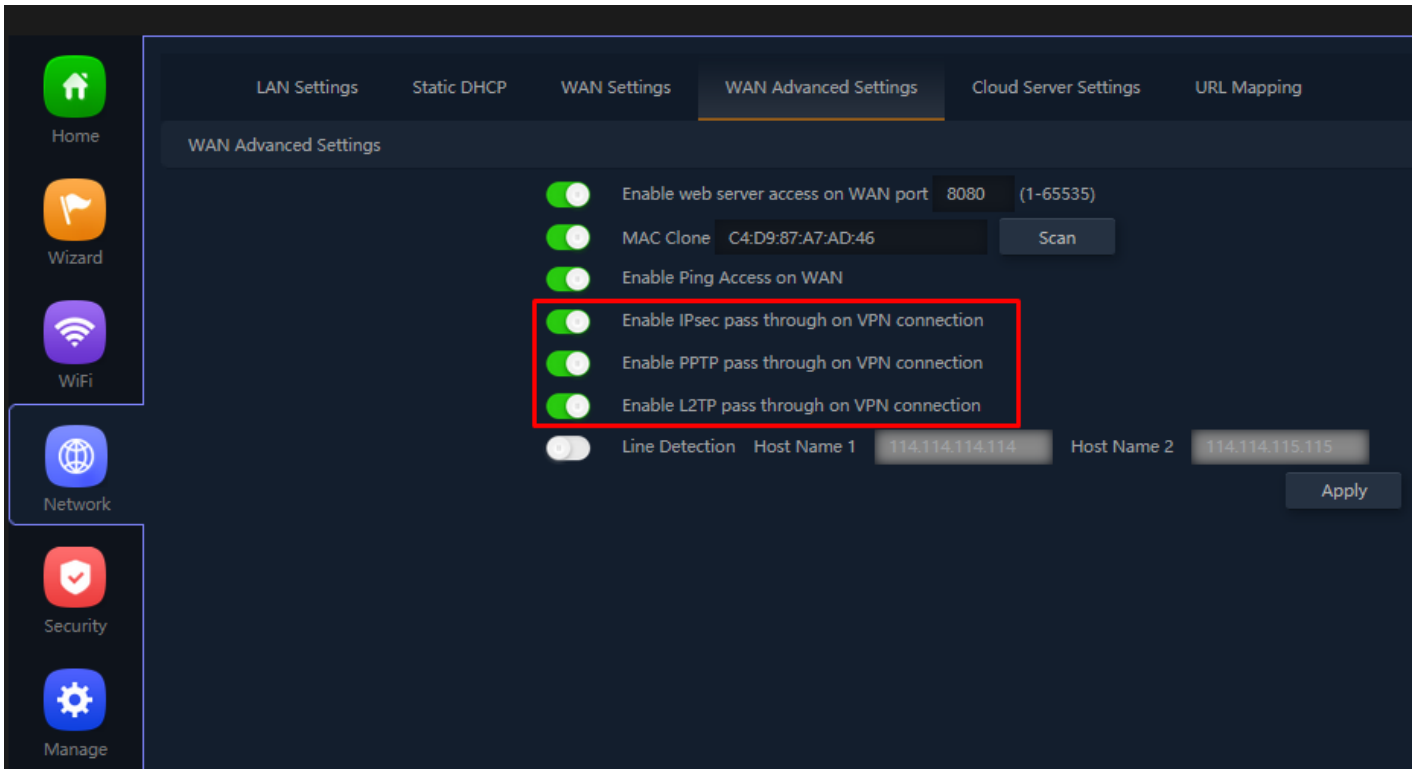 LAN Settings Static DHCP WAN Settings WAN Advanced Settings Cloud Server Settings URL Mapping
WAN Advanced Settings
Home
Wizard
WiFi
Network
Security
Manage
Enable web server access on WAN port 8080 (1-65535)
MAC Clone C4:D9:87:A7:AD:46 Scan
Enable Ping Access on WAN
Enable IPsec pass through on VPN connection
Enable PPTP pass through on VPN connection
Enable L2TP pass through on VPN connection
Line Detection Host Name 1 114.114.114.114 Host Name 2 114.114.115.115
Apply